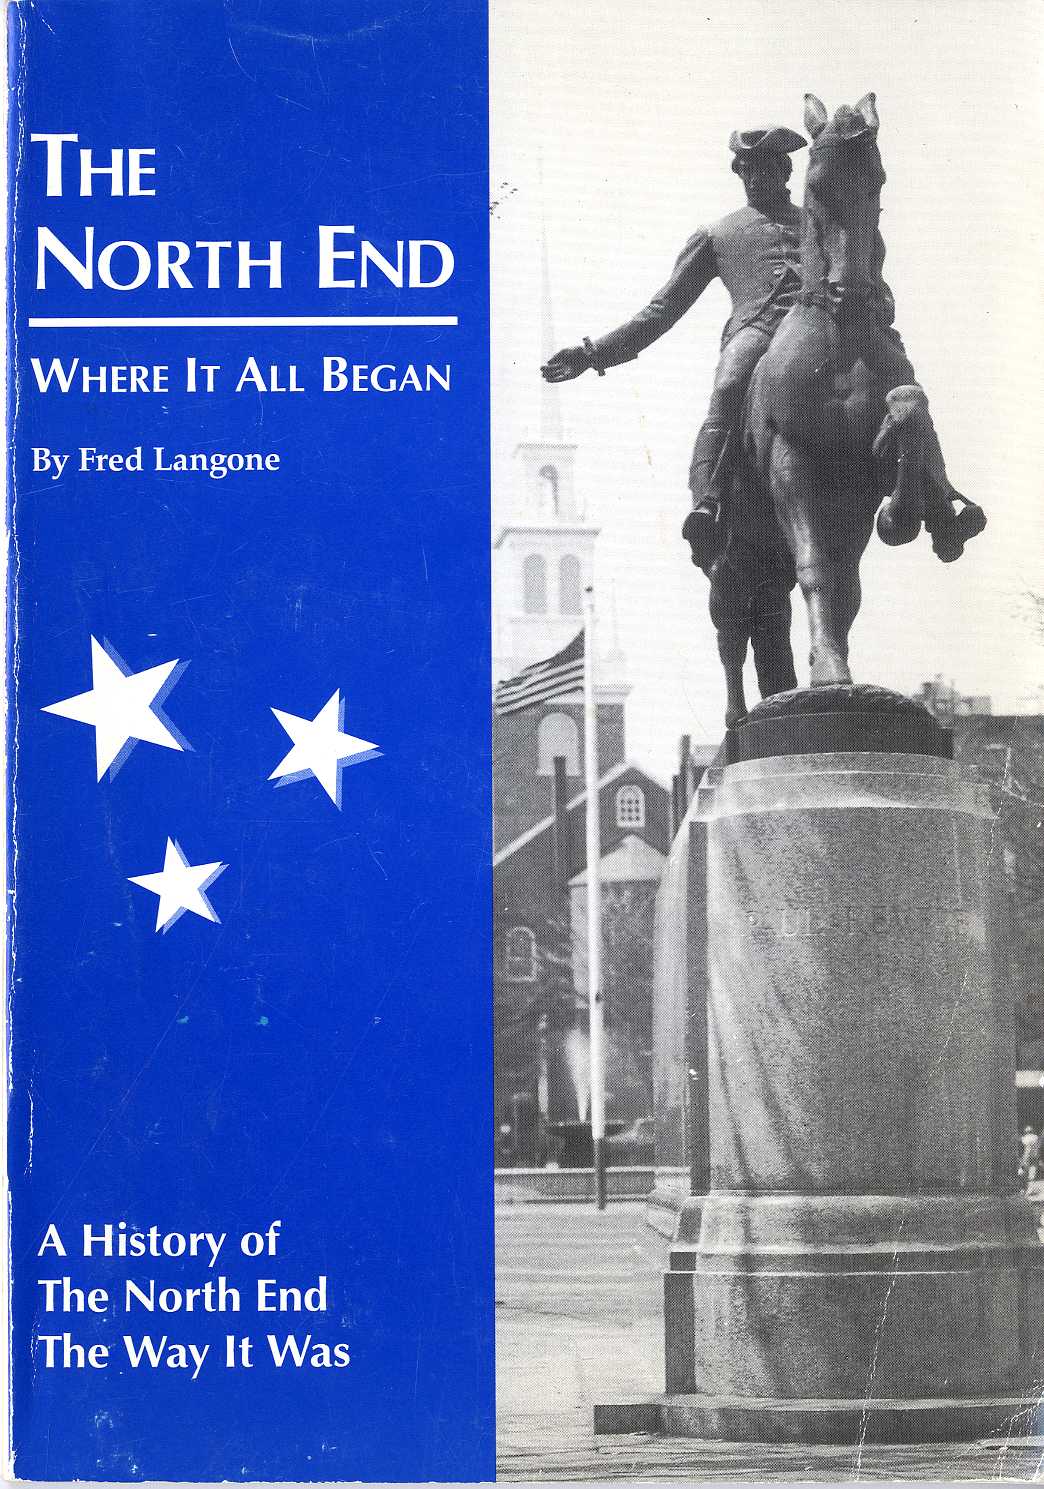 THE
NORTH END
WHERE IT ALL BEGAN
By Fred Langone
A History of
The North End
The Way It Was